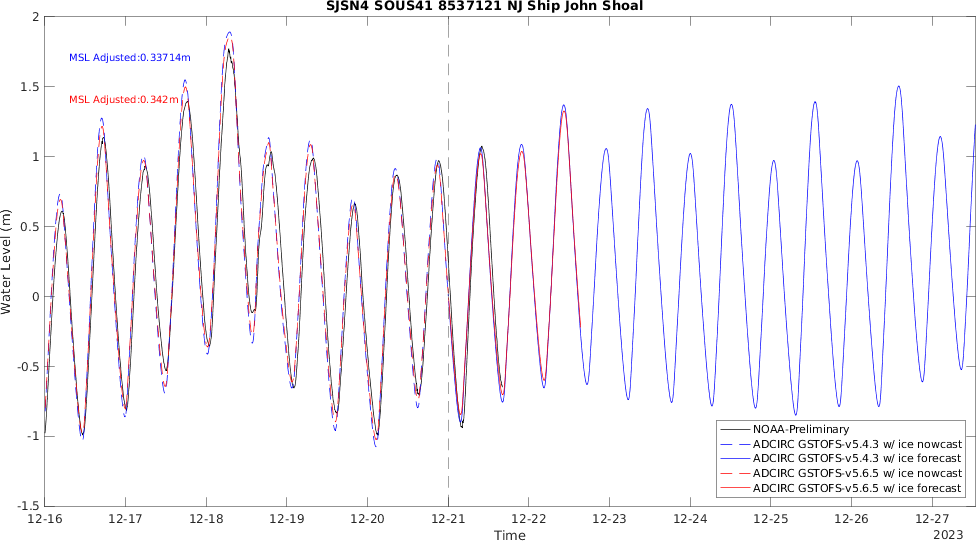 SJSN4 SOUS41 8537121 NJ Ship John Shoal
2
MSL Adjusted:0.33714m
1.5
MSL Adjusted:0.342m
1
0.5
Water Level (m)
0
-0.5
-1
NOAA-Preliminary
ADCIRC GSTOFS-v5.4.3 w/ ice nowcast
ADCIRC GSTOFS-v5.4.3 w/ ice forecast
ADCIRC GSTOFS-v5.6.5 w/ ice nowcast
ADCIRC GSTOFS-v5.6.5 w/ ice forecast
-1.5
12-16 12-17 12-18 12-19 12-20 12-21 12-22 12-23 12-24 12-25 12-26 12-27
Time
2023